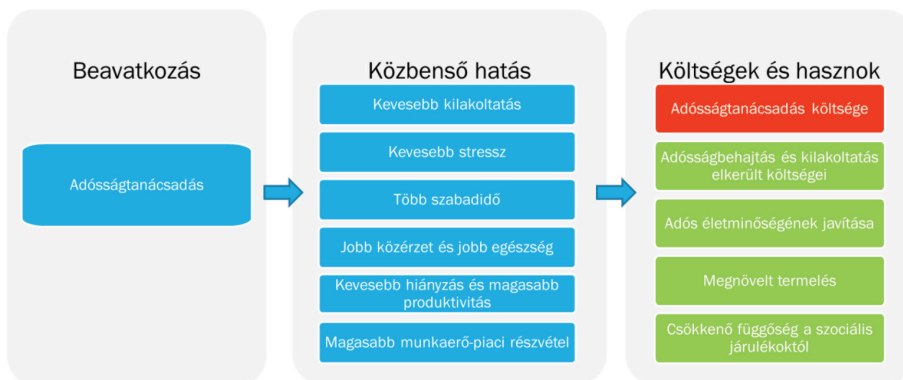 Beavatkozás
Adósságtanácsadás
Közbenső hatás
Kevesebb kilakoltatás
Kevesebb stressz
Több szabadidő
Jobb közérzet és jobb egészség
Kevesebb hiányzás és magasabb
produktivitás
Magasabb munkaerő-piaci részvétel
Költségek és hasznok
Adósságtanácsadás költsége
Adósságbehajtás és kilakoltatás
elkerült költségei
Adós életminőségének javítása
Megnövelt termelés
Csökkenő függőség a szociális
járulékoktól